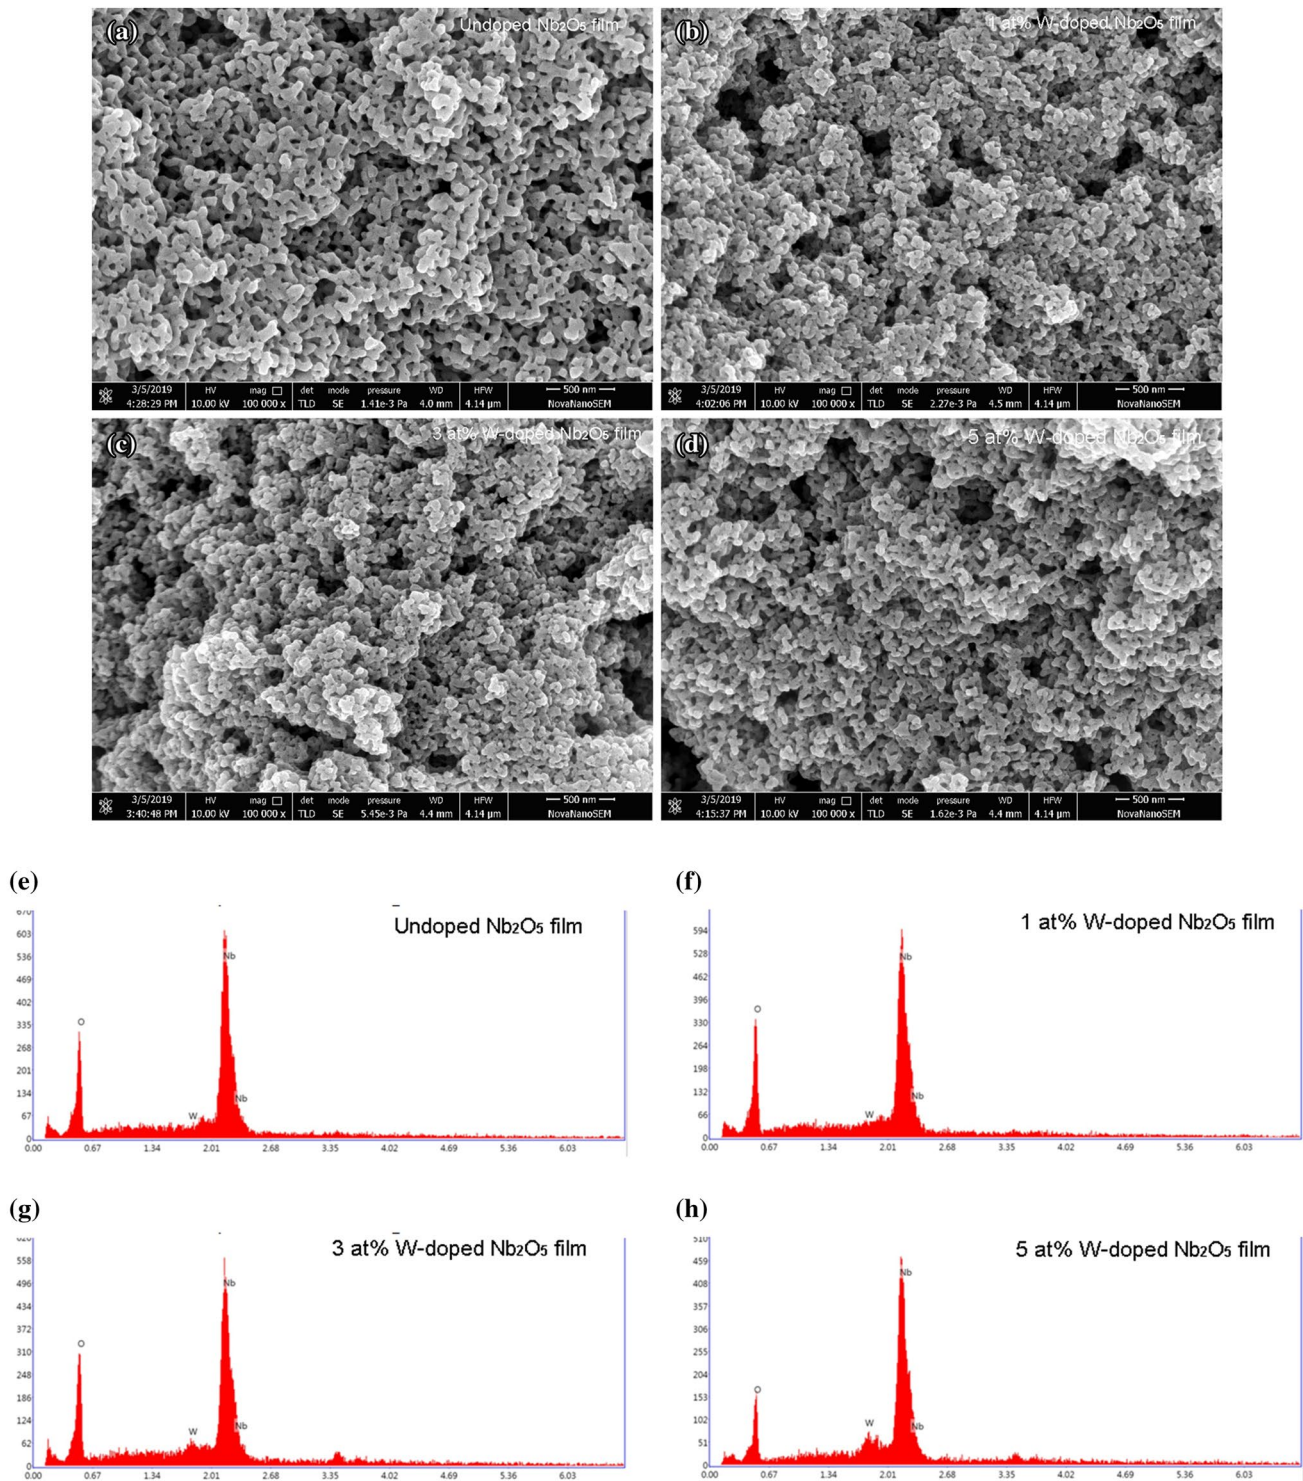 (a)
Undoped Nb₂O₅ film
3/5/2019 HV mag □ det mode pressure WD HFW 500 nm
4:28:29 PM 10.00 kV 100 000 x TLD SE 1.41e-3 Pa 4.0 mm 4.14 µm NovaNanoSEM
(b)
1 at% W-doped Nb₂O₅ film
3/5/2019 HV mag □ det mode pressure WD HFW 500 nm
4:02:06 PM 10.00 kV 100 000 x TLD SE 2.27e-3 Pa 4.5 mm 4.14 µm NovaNanoSEM
(c)
3 at% W-doped Nb₂O₅ film
3/5/2019 HV mag □ det mode pressure WD HFW 500 nm
3:40:48 PM 10.00 kV 100 000 x TLD SE 5.45e-3 Pa 4.4 mm 4.14 µm NovaNanoSEM
(d)
5 at% W-doped Nb₂O₅ film
3/5/2019 HV mag □ det mode pressure WD HFW 500 nm
4:15:37 PM 10.00 kV 100 000 x TLD SE 1.62e-3 Pa 4.4 mm 4.14 µm NovaNanoSEM
(e)
Undoped Nb₂O₅ film
670
603
536
469
402
335
268
201
134
67
0
O
W
Nb
Nb
0.00 0.67 1.34 2.01 2.68 3.35 4.02 4.69 5.36 6.03
(f)
1 at% W-doped Nb₂O₅ film
594
528
462
396
330
264
198
132
66
0
O
W
Nb
Nb
0.00 0.67 1.34 2.01 2.68 3.35 4.02 4.69 5.36 6.03
(g)
3 at% W-doped Nb₂O₅ film
620
558
496
434
372
310
248
186
124
62
0
O
W
Nb
Nb
0.00 0.67 1.34 2.01 2.68 3.35 4.02 4.69 5.36 6.03
(h)
5 at% W-doped Nb₂O₅ film
510
459
408
357
306
255
204
153
102
51
0
O
W
Nb
Nb
0.00 0.67 1.34 2.01 2.68 3.35 4.02 4.69 5.36 6.03